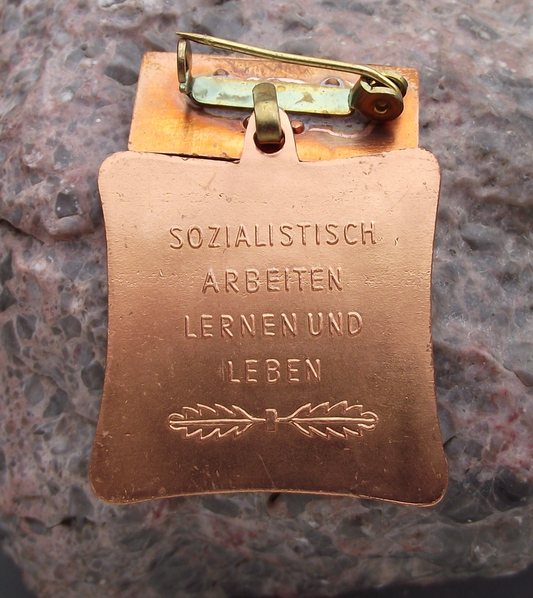 SOZIALISTISCH
ARBEITEN
LERNEN UND
LEBEN